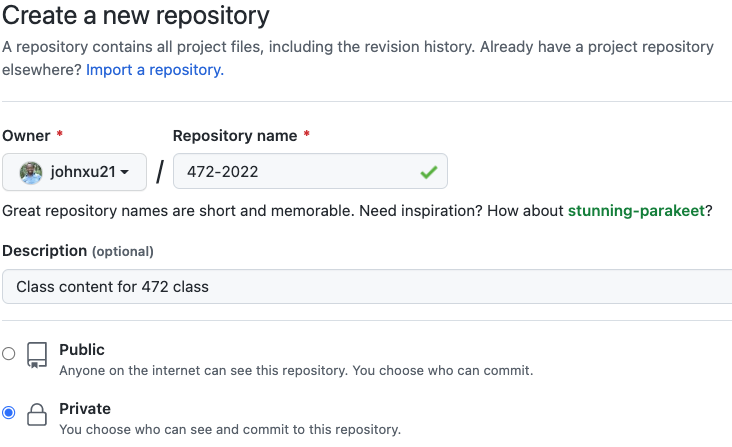 Create a new repository
A repository contains all project files, including the revision history. Already have a project repository
elsewhere? Import a repository.
Owner * Repository name *
johnxu21 / 472-2022
Great repository names are short and memorable. Need inspiration? How about stunning-parakeet?
Description (optional)
Class content for 472 class
Public
Anyone on the internet can see this repository. You choose who can commit.
Private
You choose who can see and commit to this repository.